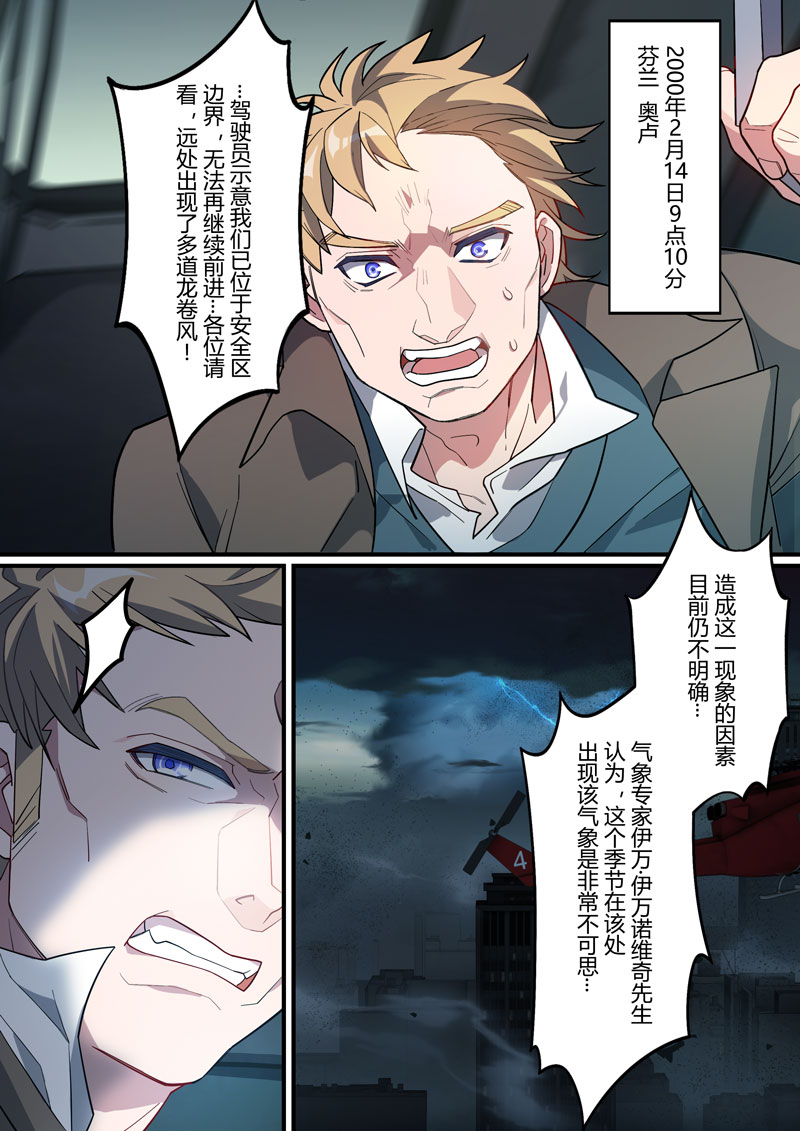 2000年2月14日9点10分
芬兰 奥卢
…驾驶员示意我们已位于安全区
边界，无法再继续前进…各位请
看，远处出现了多道龙卷风！
造成这一现象的因素
目前仍不明确…
气象专家伊万·伊万诺维奇先生
认为，这个季节在该处
出现该气象是非常不可思…
4